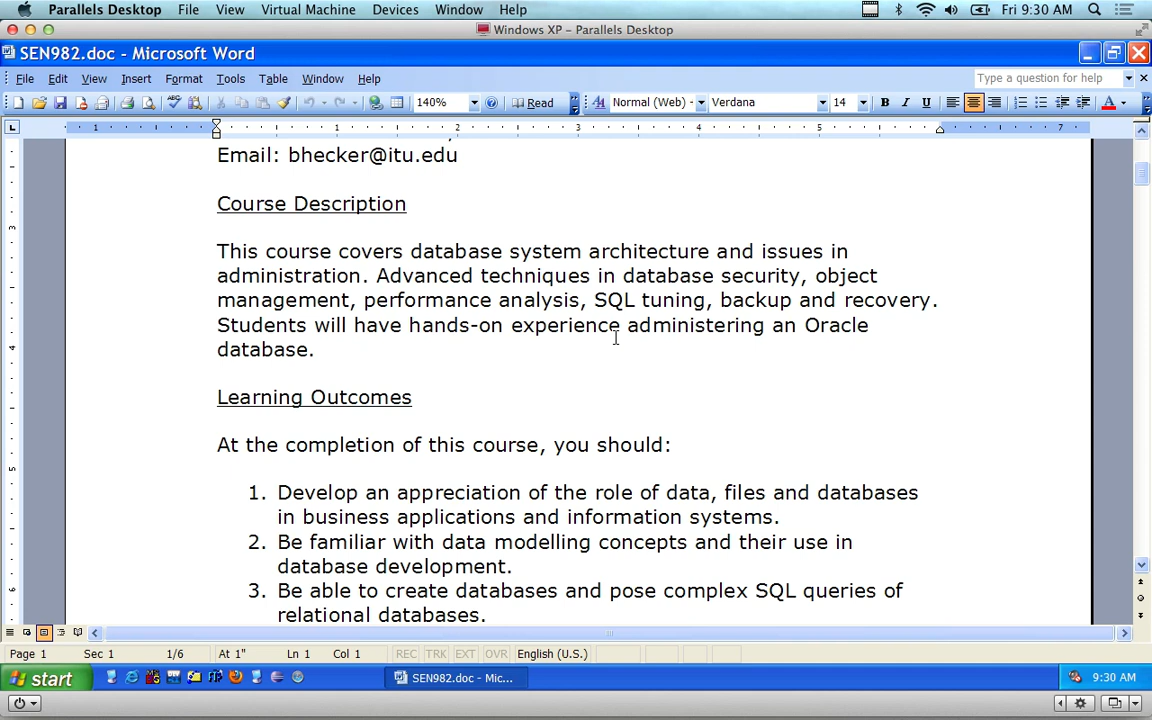 Parallels Desktop File View Virtual Machine Devices Window Help Fri 9:30 AM
Windows XP – Parallels Desktop
SEN982.doc - Microsoft Word
File Edit View Insert Format Tools Table Window Help Type a question for help
140% Read Normal (Web) - Verdana 14 B I U A
1 1 2 3 4 5 7
Email: bhecker@itu.edu
Course Description
This course covers database system architecture and issues in
administration. Advanced techniques in database security, object
management, performance analysis, SQL tuning, backup and recovery.
Students will have hands-on experience administering an Oracle
database.
Learning Outcomes
At the completion of this course, you should:
1. Develop an appreciation of the role of data, files and databases
in business applications and information systems.
2. Be familiar with data modelling concepts and their use in
database development.
3. Be able to create databases and pose complex SQL queries of
relational databases.
Page 1 Sec 1 1/6 At 1" Ln 1 Col 1 REC TRK EXT OVR English (U.S.)
start SEN982.doc - Mic... 9:30 AM